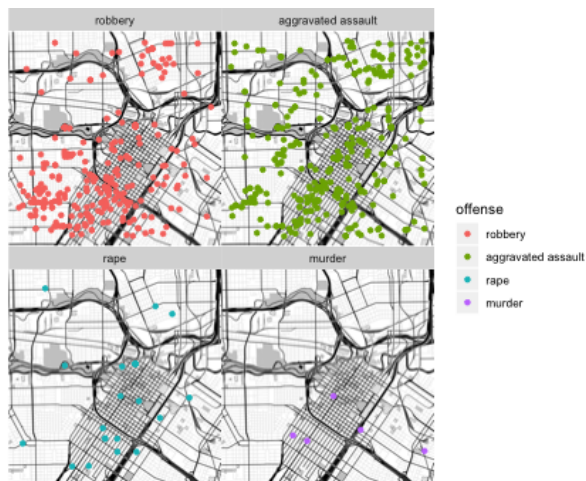 robbery
aggravated assault
rape
murder
offense
robbery
aggravated assault
rape
murder